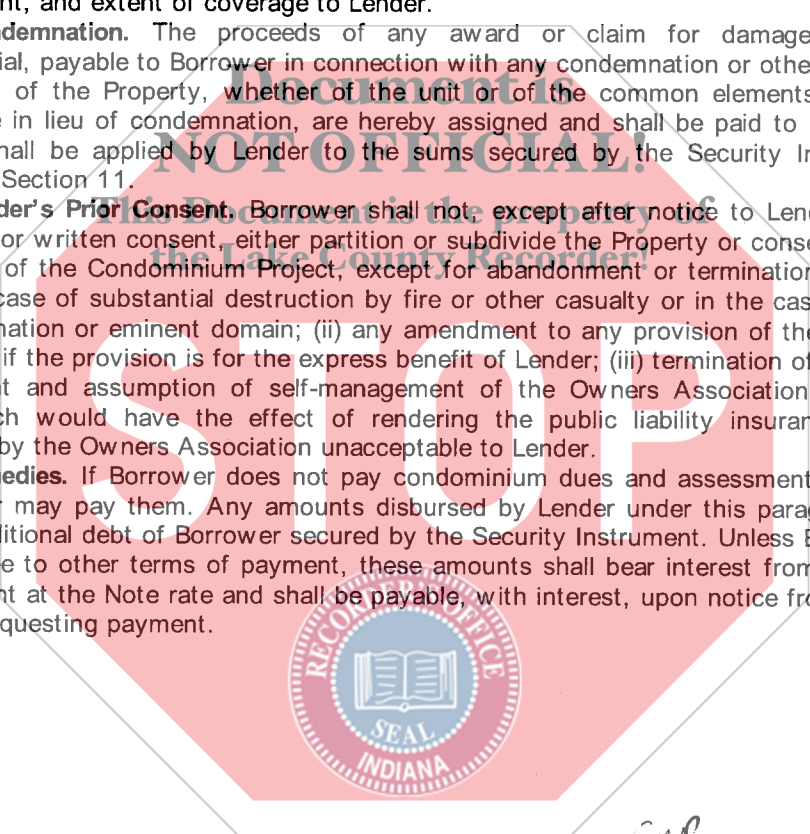 nt, and extent of coverage to Lender.
ndemnation. The proceeds of any award or claim for damage
ial, payable to Borrower in connection with any condemnation or othe
of the Property, whether of the unit or of the common elements
e in lieu of condemnation, are hereby assigned and shall be paid to
hall be applied by Lender to the sums secured by the Security In
Section 11.
der's Prior Consent. Borrower shall not, except after notice to Lend
or written consent, either partition or subdivide the Property or conse
of the Condominium Project, except for abandonment or termination
case of substantial destruction by fire or other casualty or in the cas
nation or eminent domain; (ii) any amendment to any provision of the
if the provision is for the express benefit of Lender; (iii) termination of
nt and assumption of self-management of the Owners Association
ch would have the effect of rendering the public liability insuran
by the Owners Association unacceptable to Lender.
edies. If Borrower does not pay condominium dues and assessment
r may pay them. Any amounts disbursed by Lender under this parag
ditional debt of Borrower secured by the Security Instrument. Unless B
e to other terms of payment, these amounts shall bear interest from
nt at the Note rate and shall be payable, with interest, upon notice fro
questing payment.
Document is
NOT OFFICIAL!
This Document is the property of
the Lake County Recorder!
STOP
RECORDER'S OFFICE
SEAL
INDIANA